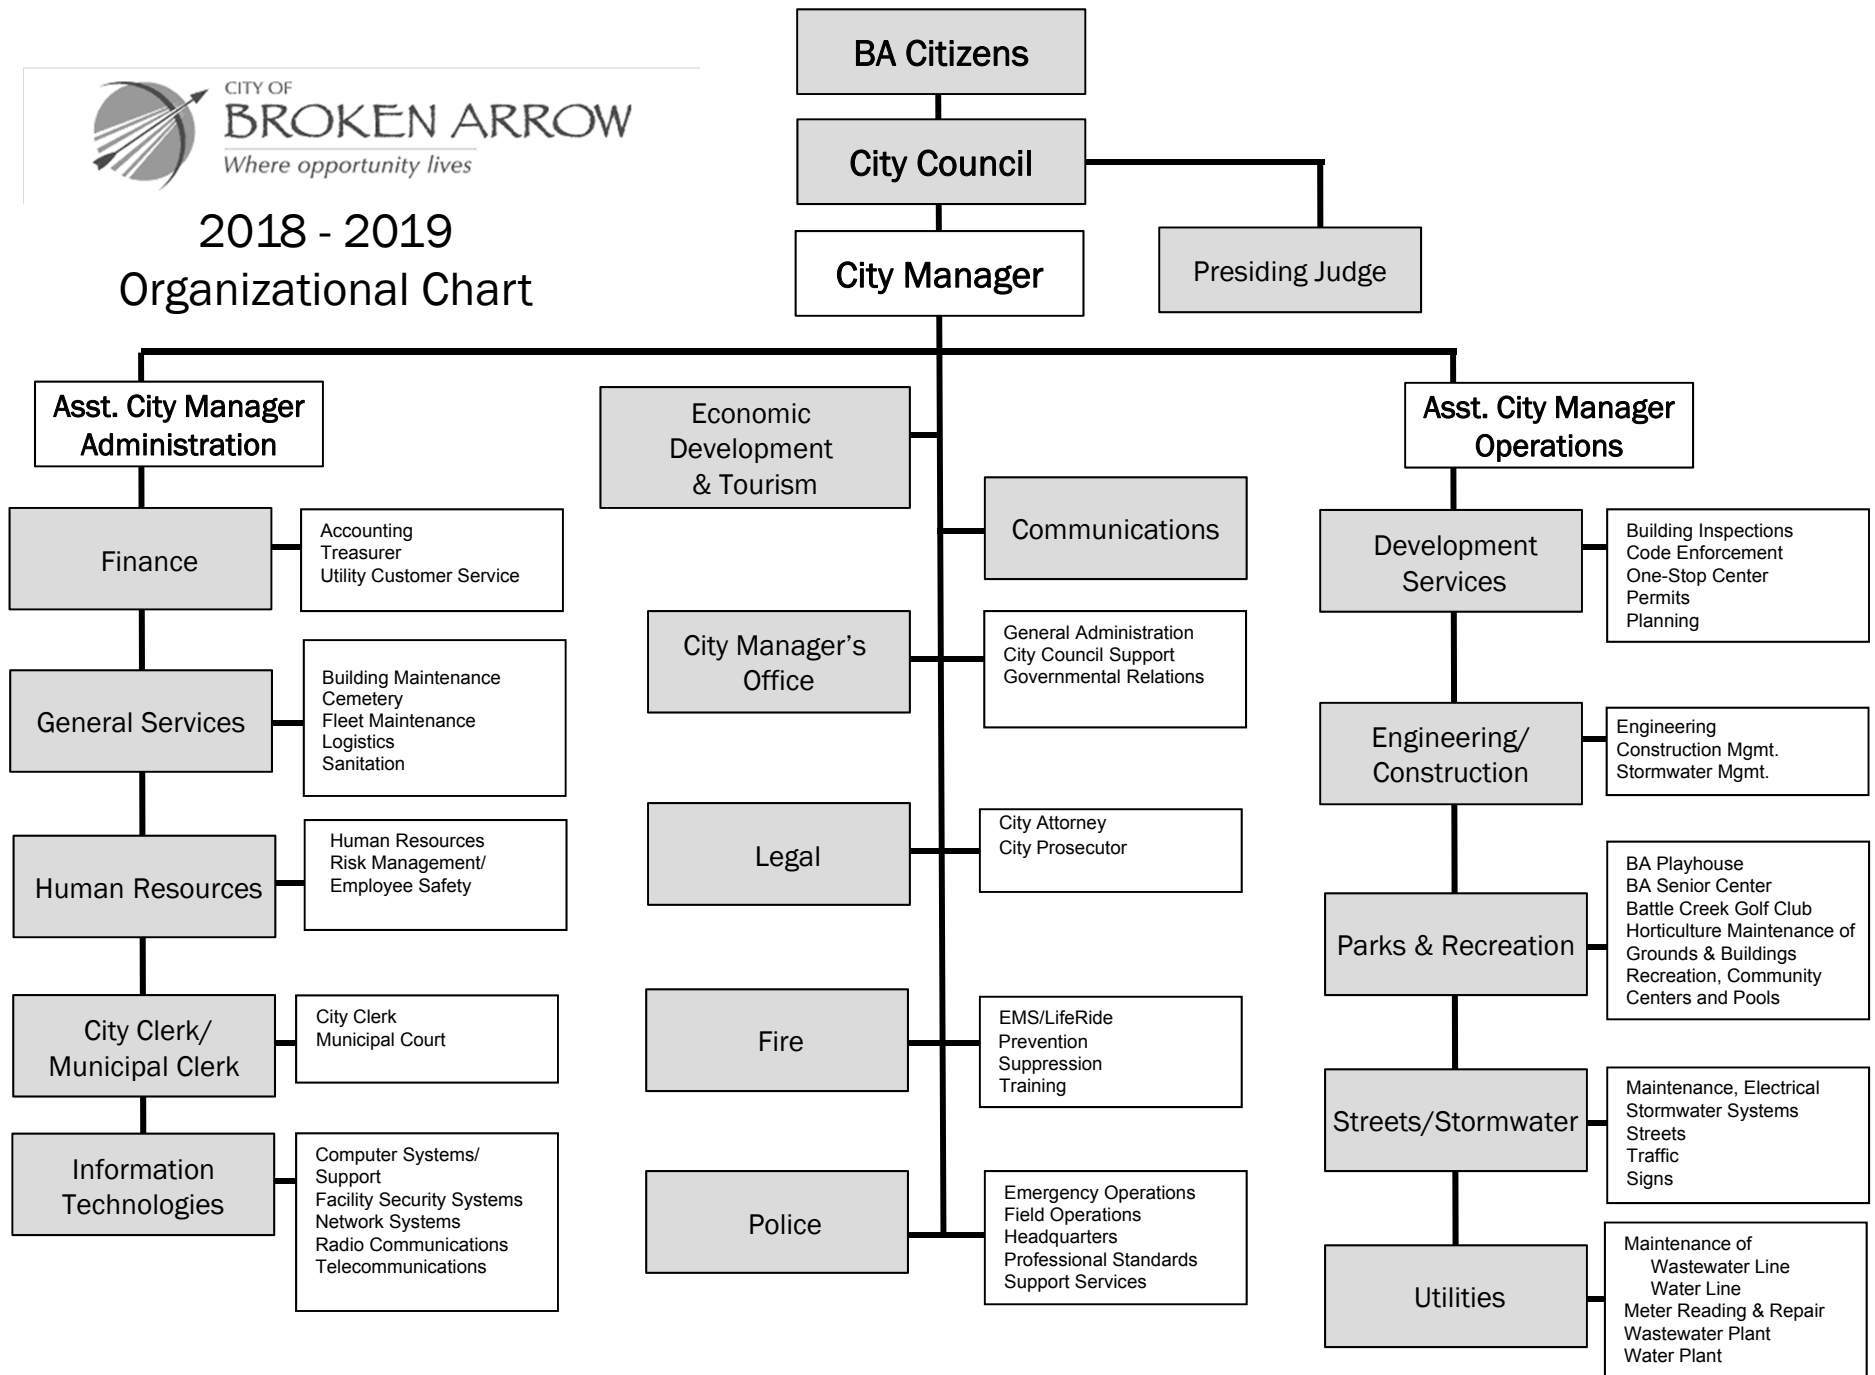 BA Citizens
CITY OF
BROKEN ARROW
Where opportunity lives
City Council
2018 - 2019
Organizational Chart
City Manager
Presiding Judge
Asst. City Manager
Administration
Finance
Accounting
Treasurer
Utility Customer Service
General Services
Building Maintenance
Cemetery
Fleet Maintenance
Logistics
Sanitation
Human Resources
Human Resources
Risk Management/
Employee Safety
City Clerk/
Municipal Clerk
City Clerk
Municipal Court
Information
Technologies
Computer Systems/
Support
Facility Security Systems
Network Systems
Radio Communications
Telecommunications
Economic
Development
& Tourism
Communications
City Manager’s
Office
General Administration
City Council Support
Governmental Relations
Legal
City Attorney
City Prosecutor
Fire
EMS/LifeRide
Prevention
Suppression
Training
Police
Emergency Operations
Field Operations
Headquarters
Professional Standards
Support Services
Asst. City Manager
Operations
Development
Services
Building Inspections
Code Enforcement
One-Stop Center
Permits
Planning
Engineering/
Construction
Engineering
Construction Mgmt.
Stormwater Mgmt.
Parks & Recreation
BA Playhouse
BA Senior Center
Battle Creek Golf Club
Horticulture Maintenance of
Grounds & Buildings
Recreation, Community
Centers and Pools
Streets/Stormwater
Maintenance, Electrical
Stormwater Systems
Streets
Traffic
Signs
Utilities
Maintenance of
Wastewater Line
Water Line
Meter Reading & Repair
Wastewater Plant
Water Plant